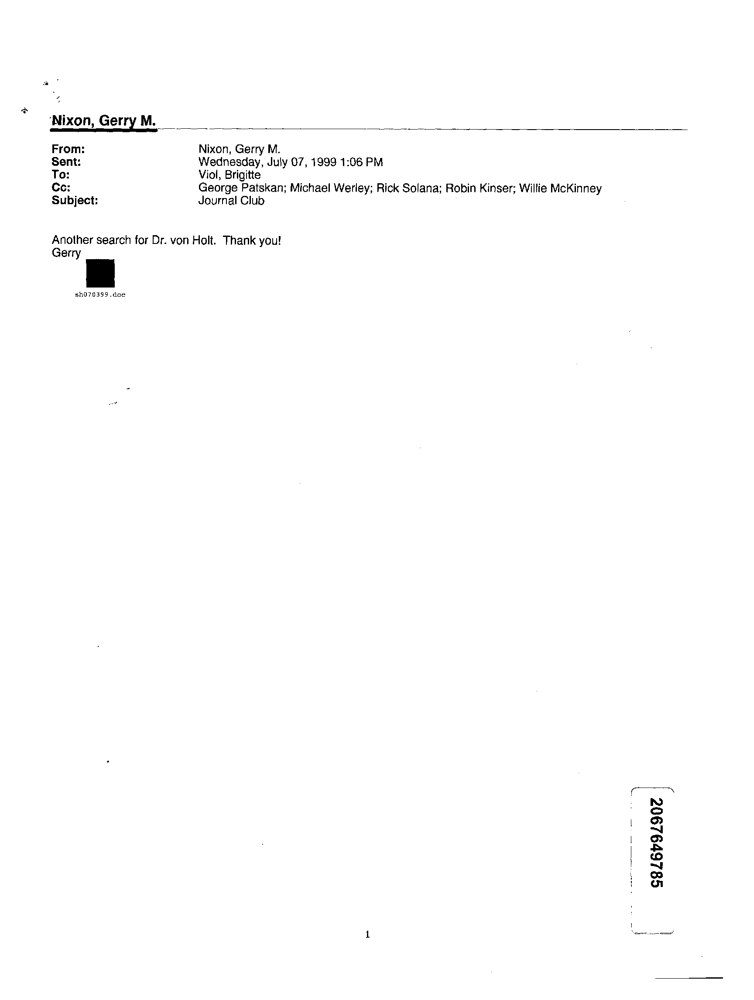 Nixon, Gerry M.
From: Nixon, Gerry M.
Sent: Wednesday, July 07, 1999 1:06 PM
To: Viol, Brigitte
Cc: George Patskan; Michael Werley; Rick Solana; Robin Kinser; Willie McKinney
Subject: Journal Club
Another search for Dr. von Holt. Thank you!
Gerry
sh070399.doc
2067649785
1